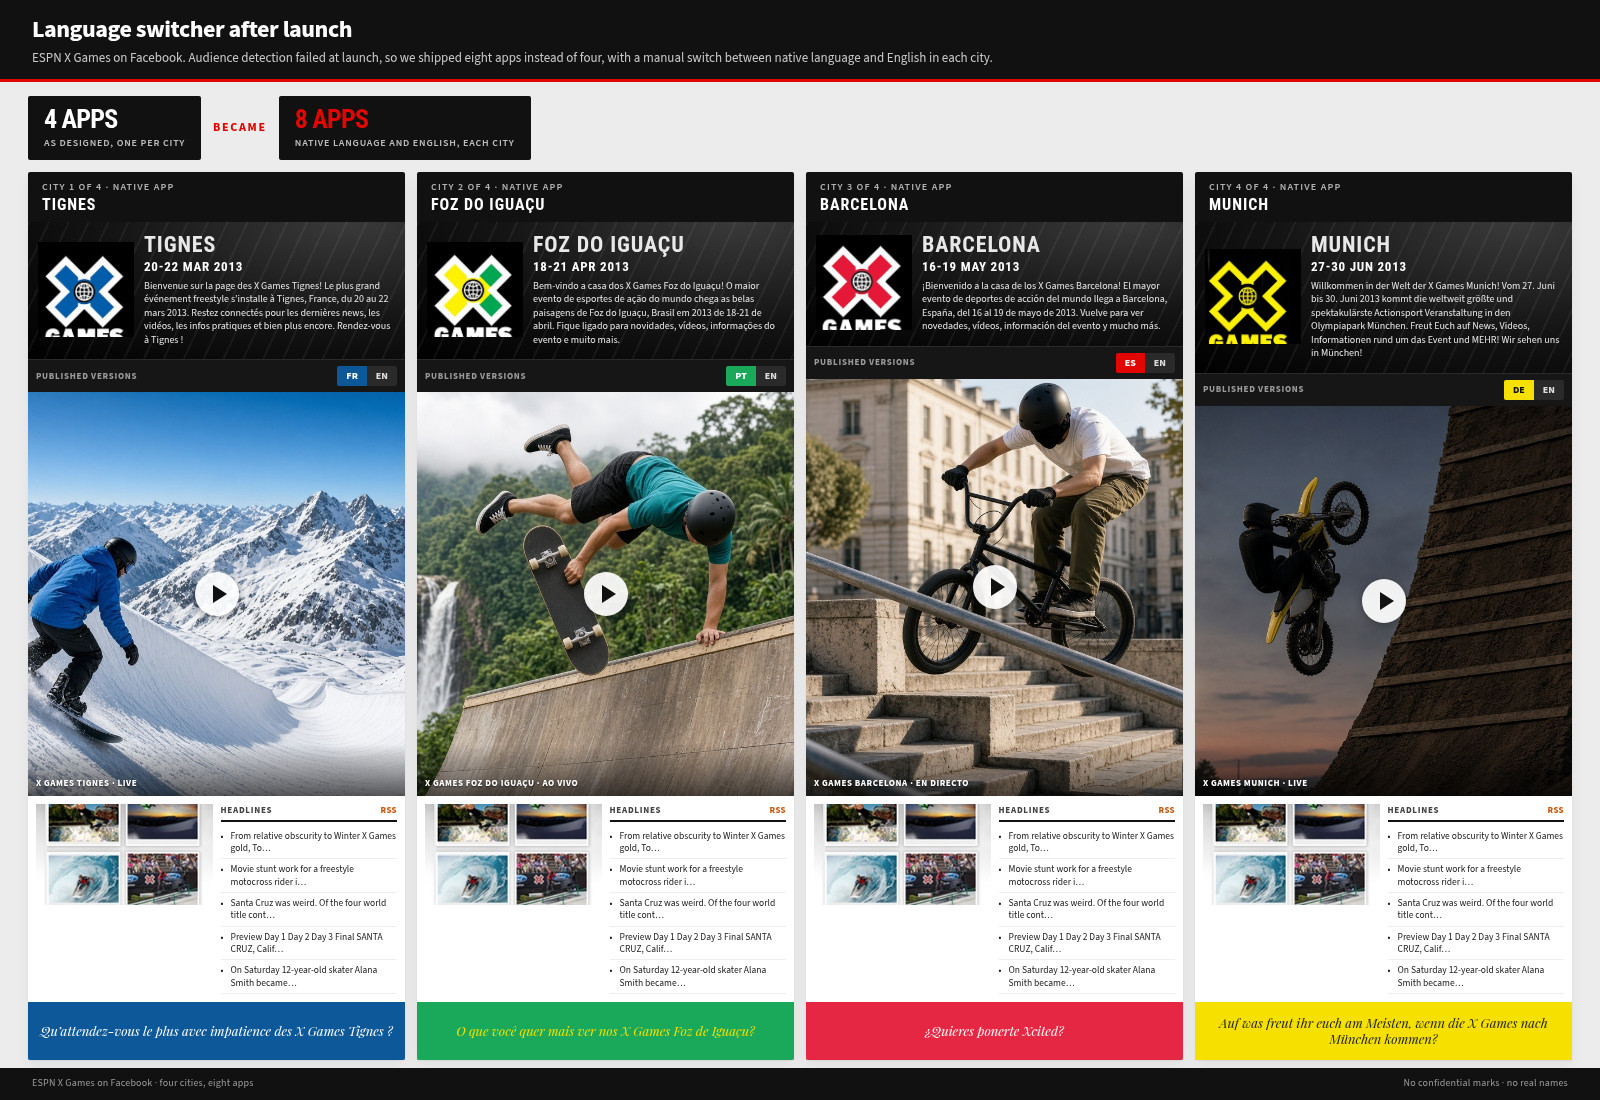 Language switcher after launch
ESPN X Games on Facebook. Audience detection failed at launch, so we shipped eight apps instead of four, with a manual switch between native language and English in each city.
4 APPS
AS DESIGNED, ONE PER CITY
BECAME
8 APPS
NATIVE LANGUAGE AND ENGLISH, EACH CITY
CITY 1 OF 4 · NATIVE APP
TIGNES
GAMES
TIGNES
20-22 MAR 2013
Bienvenue sur la page des X Games Tignes! Le plus grand
événement freestyle s'installe à Tignes, France, du 20 au 22
mars 2013. Restez connectés pour les dernières news, les
vidéos, les infos pratiques et bien plus encore. Rendez-vous
à Tignes !
PUBLISHED VERSIONS
FR
EN
X GAMES TIGNES · LIVE
HEADLINES
RSS
• From relative obscurity to Winter X Games
gold, To…
• Movie stunt work for a freestyle
motocross rider i…
• Santa Cruz was weird. Of the four world
title cont…
• Preview Day 1 Day 2 Day 3 Final SANTA
CRUZ, Calif…
• On Saturday 12-year-old skater Alana
Smith became…
Qu'attendez-vous le plus avec impatience des X Games Tignes ?
CITY 2 OF 4 · NATIVE APP
FOZ DO IGUAÇU
GAMES
FOZ DO IGUAÇU
18-21 APR 2013
Bem-vindo a casa dos X Games Foz do Iguaçu! O maior
evento de esportes de ação do mundo chega as belas
paisagens de Foz do Iguaçu, Brasil em 2013 de 18-21 de
abril. Fique ligado para novidades, vídeos, informações do
evento e muito mais.
PUBLISHED VERSIONS
PT
EN
X GAMES FOZ DO IGUAÇU · AO VIVO
HEADLINES
RSS
• From relative obscurity to Winter X Games
gold, To…
• Movie stunt work for a freestyle
motocross rider i…
• Santa Cruz was weird. Of the four world
title cont…
• Preview Day 1 Day 2 Day 3 Final SANTA
CRUZ, Calif…
• On Saturday 12-year-old skater Alana
Smith became…
O que você quer mais ver nos X Games Foz de Iguaçu?
CITY 3 OF 4 · NATIVE APP
BARCELONA
GAMES
BARCELONA
16-19 MAY 2013
¡Bienvenido a la casa de los X Games Barcelona! El mayor
evento de deportes de acción del mundo llega a Barcelona,
España, del 16 al 19 de mayo de 2013. Vuelve para ver
novedades, vídeos, información del evento y mucho más.
PUBLISHED VERSIONS
ES
EN
X GAMES BARCELONA · EN DIRECTO
HEADLINES
RSS
• From relative obscurity to Winter X Games
gold, To…
• Movie stunt work for a freestyle
motocross rider i…
• Santa Cruz was weird. Of the four world
title cont…
• Preview Day 1 Day 2 Day 3 Final SANTA
CRUZ, Calif…
• On Saturday 12-year-old skater Alana
Smith became…
¿Quieres ponerte Xcited?
CITY 4 OF 4 · NATIVE APP
MUNICH
GAMES
MUNICH
27-30 JUN 2013
Willkommen in der Welt der X Games Munich! Vom 27. Juni
bis 30. Juni 2013 kommt die weltweit größte und
spektakulärste Actionsport Veranstaltung in den
Olympiapark München. Freut Euch auf News, Videos,
Informationen rund um das Event und MEHR! Wir sehen uns
in München!
PUBLISHED VERSIONS
DE
EN
X GAMES MUNICH · LIVE
HEADLINES
RSS
• From relative obscurity to Winter X Games
gold, To…
• Movie stunt work for a freestyle
motocross rider i…
• Santa Cruz was weird. Of the four world
title cont…
• Preview Day 1 Day 2 Day 3 Final SANTA
CRUZ, Calif…
• On Saturday 12-year-old skater Alana
Smith became…
Auf was freut ihr euch am Meisten, wenn die X Games nach
München kommen?
ESPN X Games on Facebook · four cities, eight apps
No confidential marks · no real names